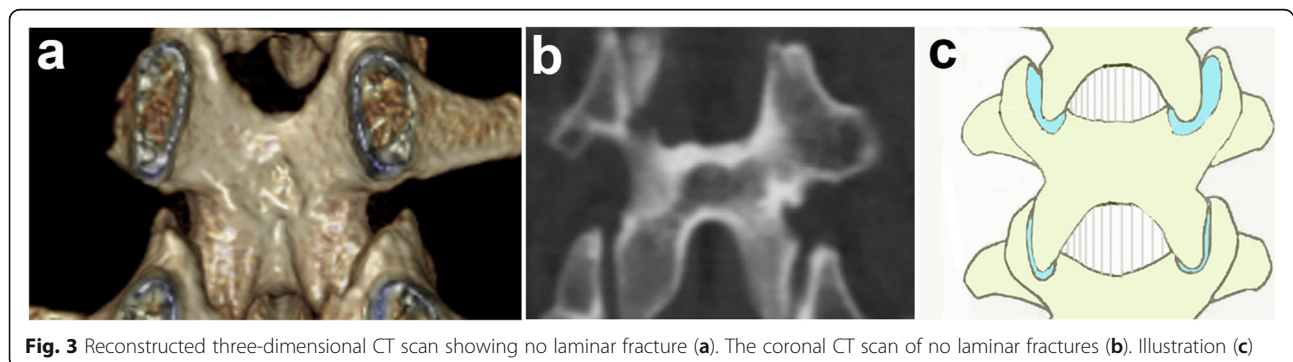 a
b
c
Fig. 3 Reconstructed three-dimensional CT scan showing no laminar fracture (a). The coronal CT scan of no laminar fractures (b). Illustration (c)